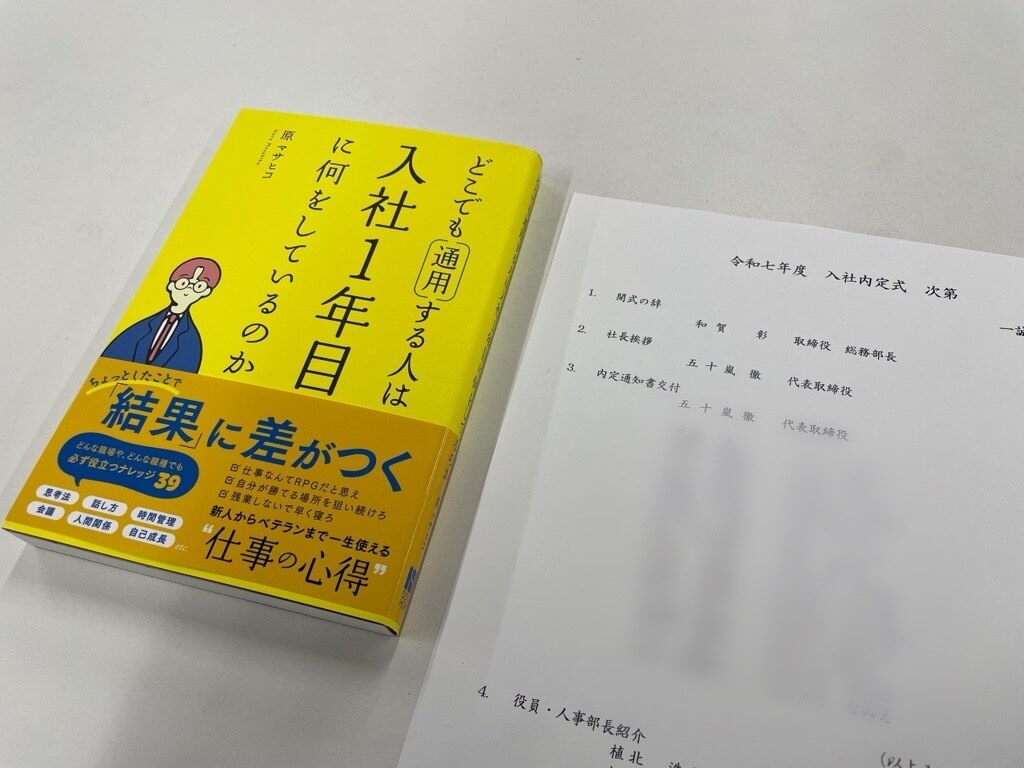 どこでも通用する人は
入社1年目
に何をしているのか
原 マサヒコ
ちょっとしたことで
「結果」に差がつく
どんな職場や、どんな職種でも
必ず役立つナレッジ39
思考法 話し方 時間管理
会議 人間関係 自己成長 etc.
仕事なんてRPGだと思え
自分が勝てる場所を狙い続けろ
残業しないで早く寝ろ
新人からベテランまで一生使える
“仕事の心得”
令和七年度 入社内定式 次第
1. 開式の辞
和賀 彰 取締役 総務部長
2. 社長挨拶
五十嵐 徹 代表取締役
3. 内定通知書交付
五十嵐 徹 代表取締役
4. 役員・人事部長紹介
植北